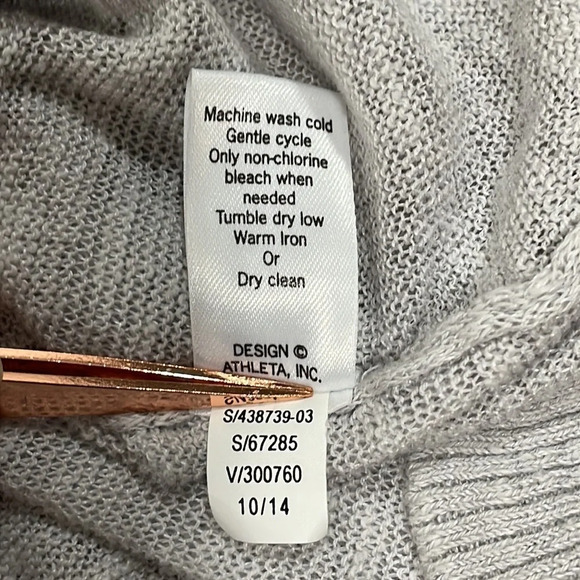 Machine wash cold
Gentle cycle
Only non-chlorine
bleach when
needed
Tumble dry low
Warm Iron
Or
Dry clean
DESIGN ©
ATHLETA, INC.
S/438739-03
S/67285
V/300760
10/14